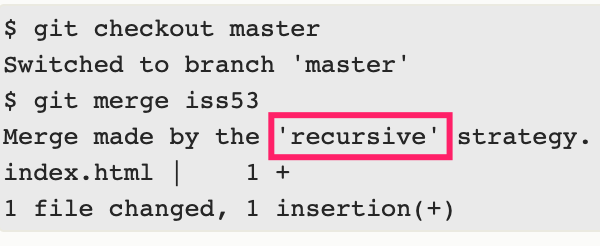 $ git checkout master
Switched to branch 'master'
$ git merge iss53
Merge made by the 'recursive' strategy.
index.html |    1 +
1 file changed, 1 insertion(+)